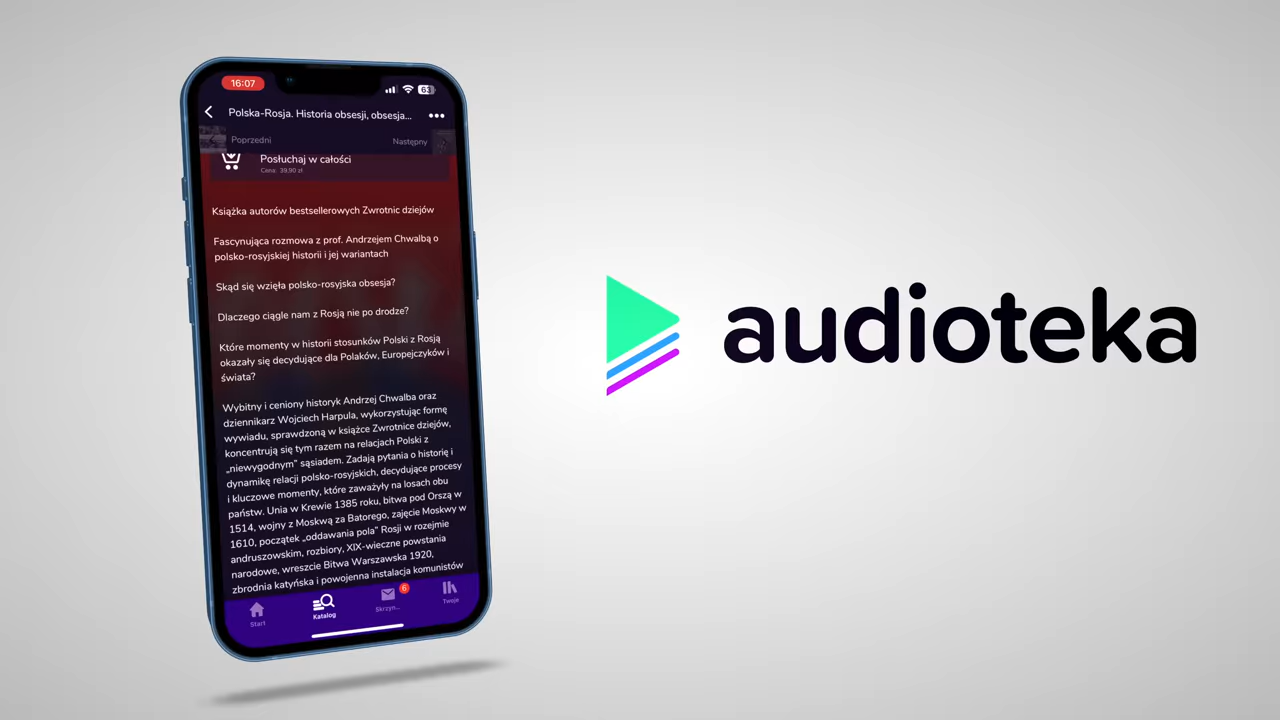 16:07
63
Polska-Rosja. Historia obsesji, obsesja...
Poprzedni
Następny
Posłuchaj w całości
Cena: 39,90 zł
Książka autorów bestsellerowych Zwrotnic dziejów
Fascynująca rozmowa z prof. Andrzejem Chwalbą o
polsko-rosyjskiej historii i jej wariantach
Skąd się wzięła polsko-rosyjska obsesja?
Dlaczego ciągle nam z Rosją nie po drodze?
Które momenty w historii stosunków Polski z Rosją
okazały się decydujące dla Polaków, Europejczyków i
świata?
Wybitny i ceniony historyk Andrzej Chwalba oraz
dziennikarz Wojciech Harpula, wykorzystując formę
wywiadu, sprawdzoną w książce Zwrotnice dziejów,
koncentrują się tym razem na relacjach Polski z
„niewygodnym” sąsiadem. Zadają pytania o historię i
dynamikę relacji polsko-rosyjskich, decydujące procesy
i kluczowe momenty, które zaważyły na losach obu
państw. Unia w Krewie 1385 roku, bitwa pod Orszą w
1514, wojny z Moskwą za Batorego, zajęcie Moskwy w
1610, początek „oddawania pola” Rosji w rozejmie
andruszowskim, rozbiory, XIX-wieczne powstania
narodowe, wreszcie Bitwa Warszawska 1920,
zbrodnia katyńska i powojenna instalacja komunistów
6
Start
Katalog
Skrzyn...
Twoje
audioteka